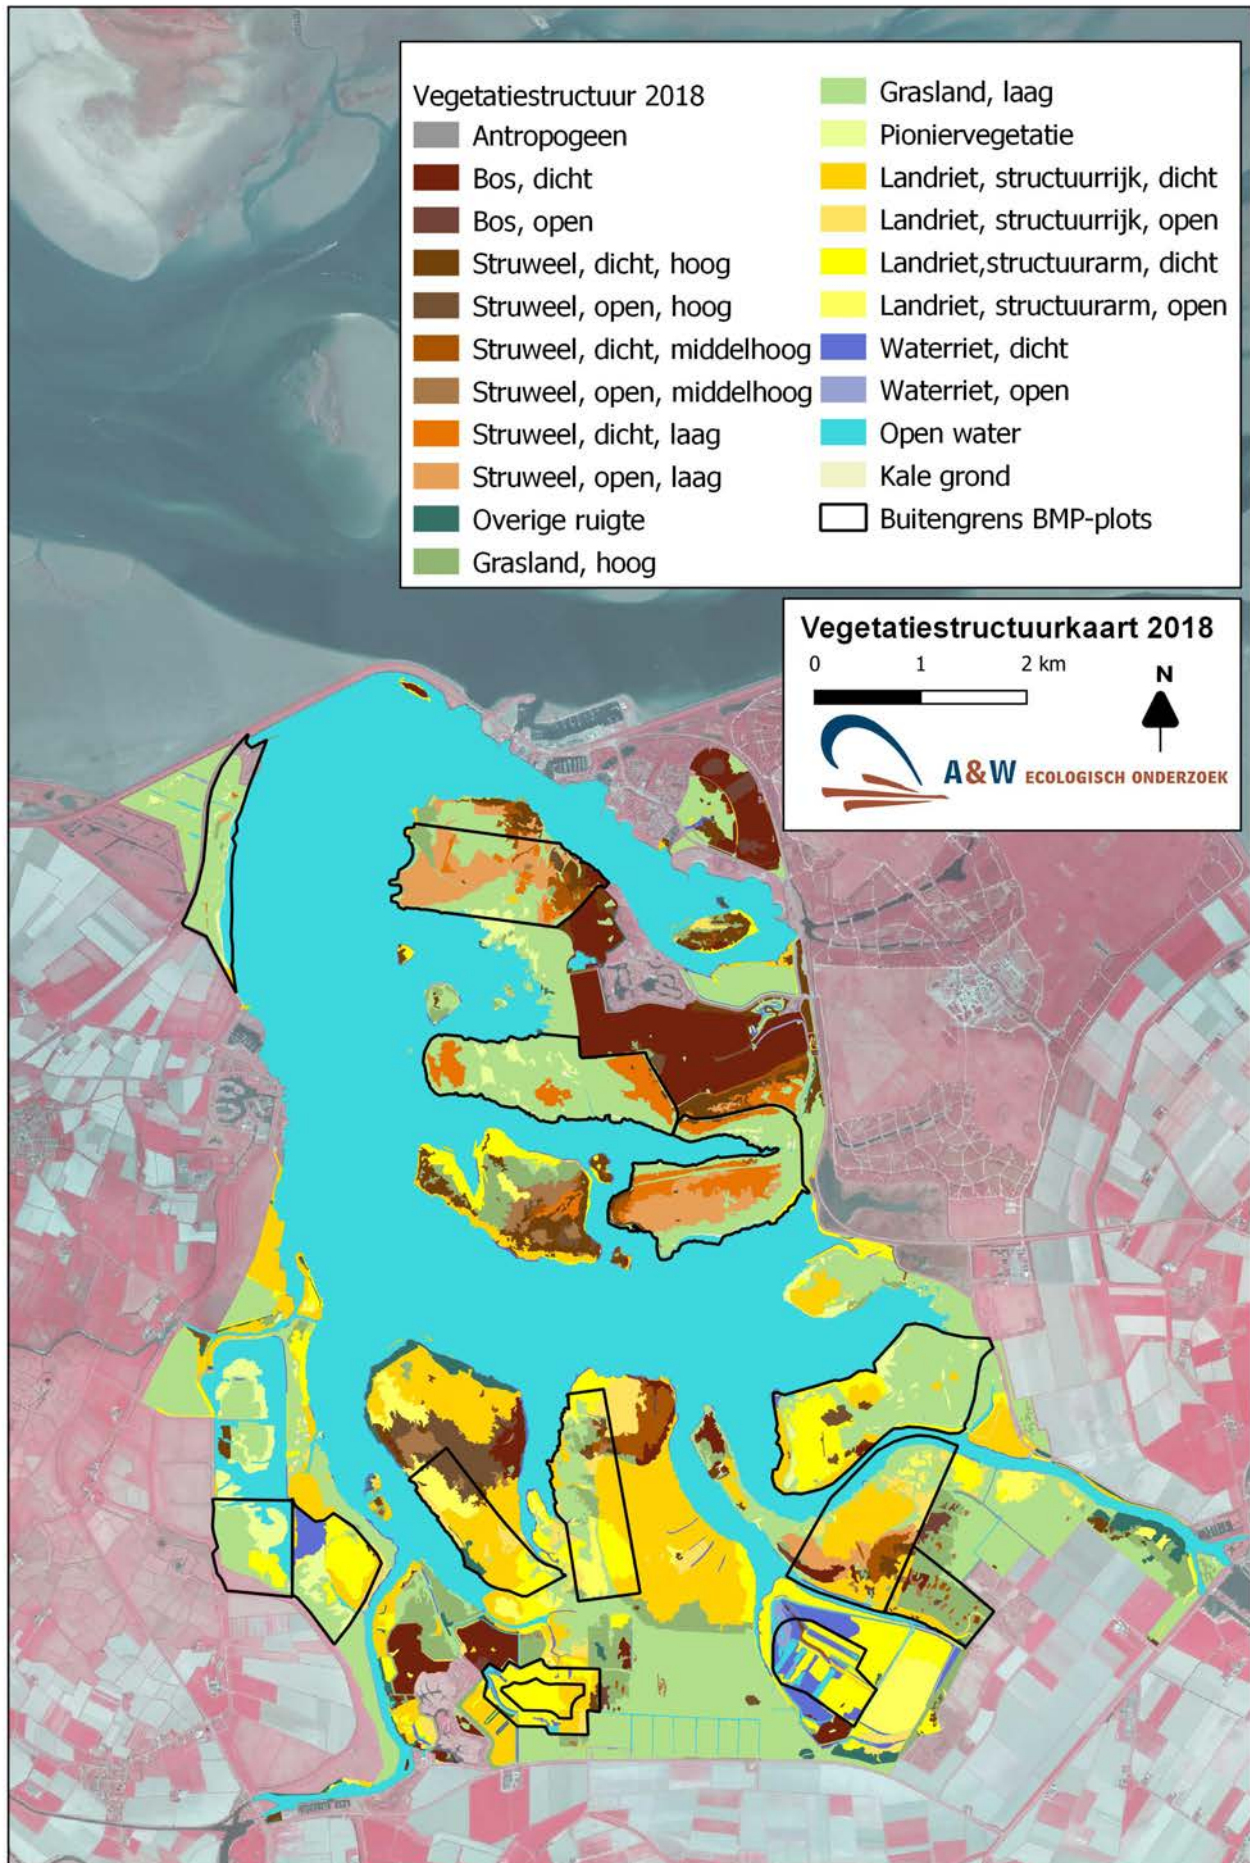 Vegetatiestructuur 2018
Antropogeen
Bos, dicht
Bos, open
Struweel, dicht, hoog
Struweel, open, hoog
Struweel, dicht, middelhoog
Struweel, open, middelhoog
Struweel, dicht, laag
Struweel, open, laag
Overige ruigte
Grasland, hoog
Grasland, laag
Pioniervegetatie
Landriet, structuurrijk, dicht
Landriet, structuurrijk, open
Landriet,structuurarm, dicht
Landriet, structuurarm, open
Waterriet, dicht
Waterriet, open
Open water
Kale grond
Buitengrens BMP-plots
Vegetatiestructuurkaart 2018
0 1 2 km
N
A&W ECOLOGISCH ONDERZOEK